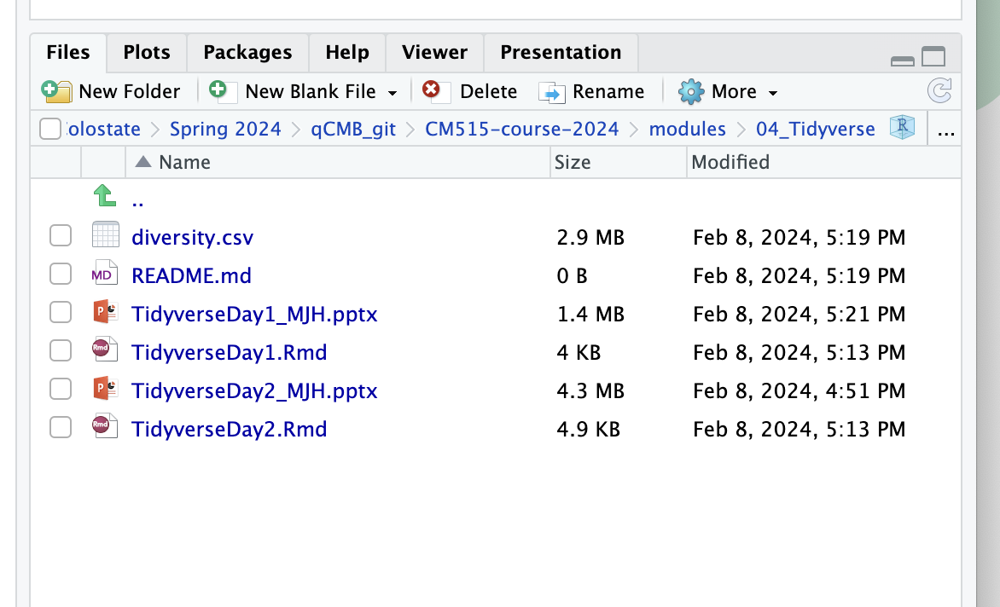 Files Plots Packages Help Viewer Presentation
New Folder New Blank File Delete Rename More
olostate Spring 2024 qCMB_git CM515-course-2024 modules 04_Tidyverse R ...
Name Size Modified
..
diversity.csv 2.9 MB Feb 8, 2024, 5:19 PM
MD README.md 0 B Feb 8, 2024, 5:19 PM
P TidyverseDay1_MJH.pptx 1.4 MB Feb 8, 2024, 5:21 PM
Rmd TidyverseDay1.Rmd 4 KB Feb 8, 2024, 5:13 PM
P TidyverseDay2_MJH.pptx 4.3 MB Feb 8, 2024, 4:51 PM
Rmd TidyverseDay2.Rmd 4.9 KB Feb 8, 2024, 5:13 PM